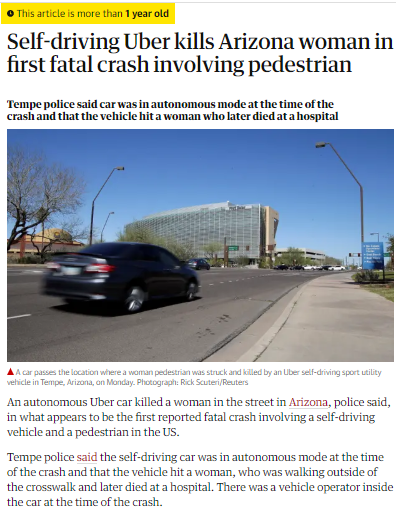 This article is more than 1 year old
Self-driving Uber kills Arizona woman in
first fatal crash involving pedestrian
Tempe police said car was in autonomous mode at the time of the
crash and that the vehicle hit a woman who later died at a hospital
A car passes the location where a woman pedestrian was struck and killed by an Uber self-driving sport utility
vehicle in Tempe, Arizona, on Monday. Photograph: Rick Scuteri/Reuters
An autonomous Uber car killed a woman in the street in Arizona, police said,
in what appears to be the first reported fatal crash involving a self-driving
vehicle and a pedestrian in the US.
Tempe police said the self-driving car was in autonomous mode at the time
of the crash and that the vehicle hit a woman, who was walking outside of
the crosswalk and later died at a hospital. There was a vehicle operator inside
the car at the time of the crash.